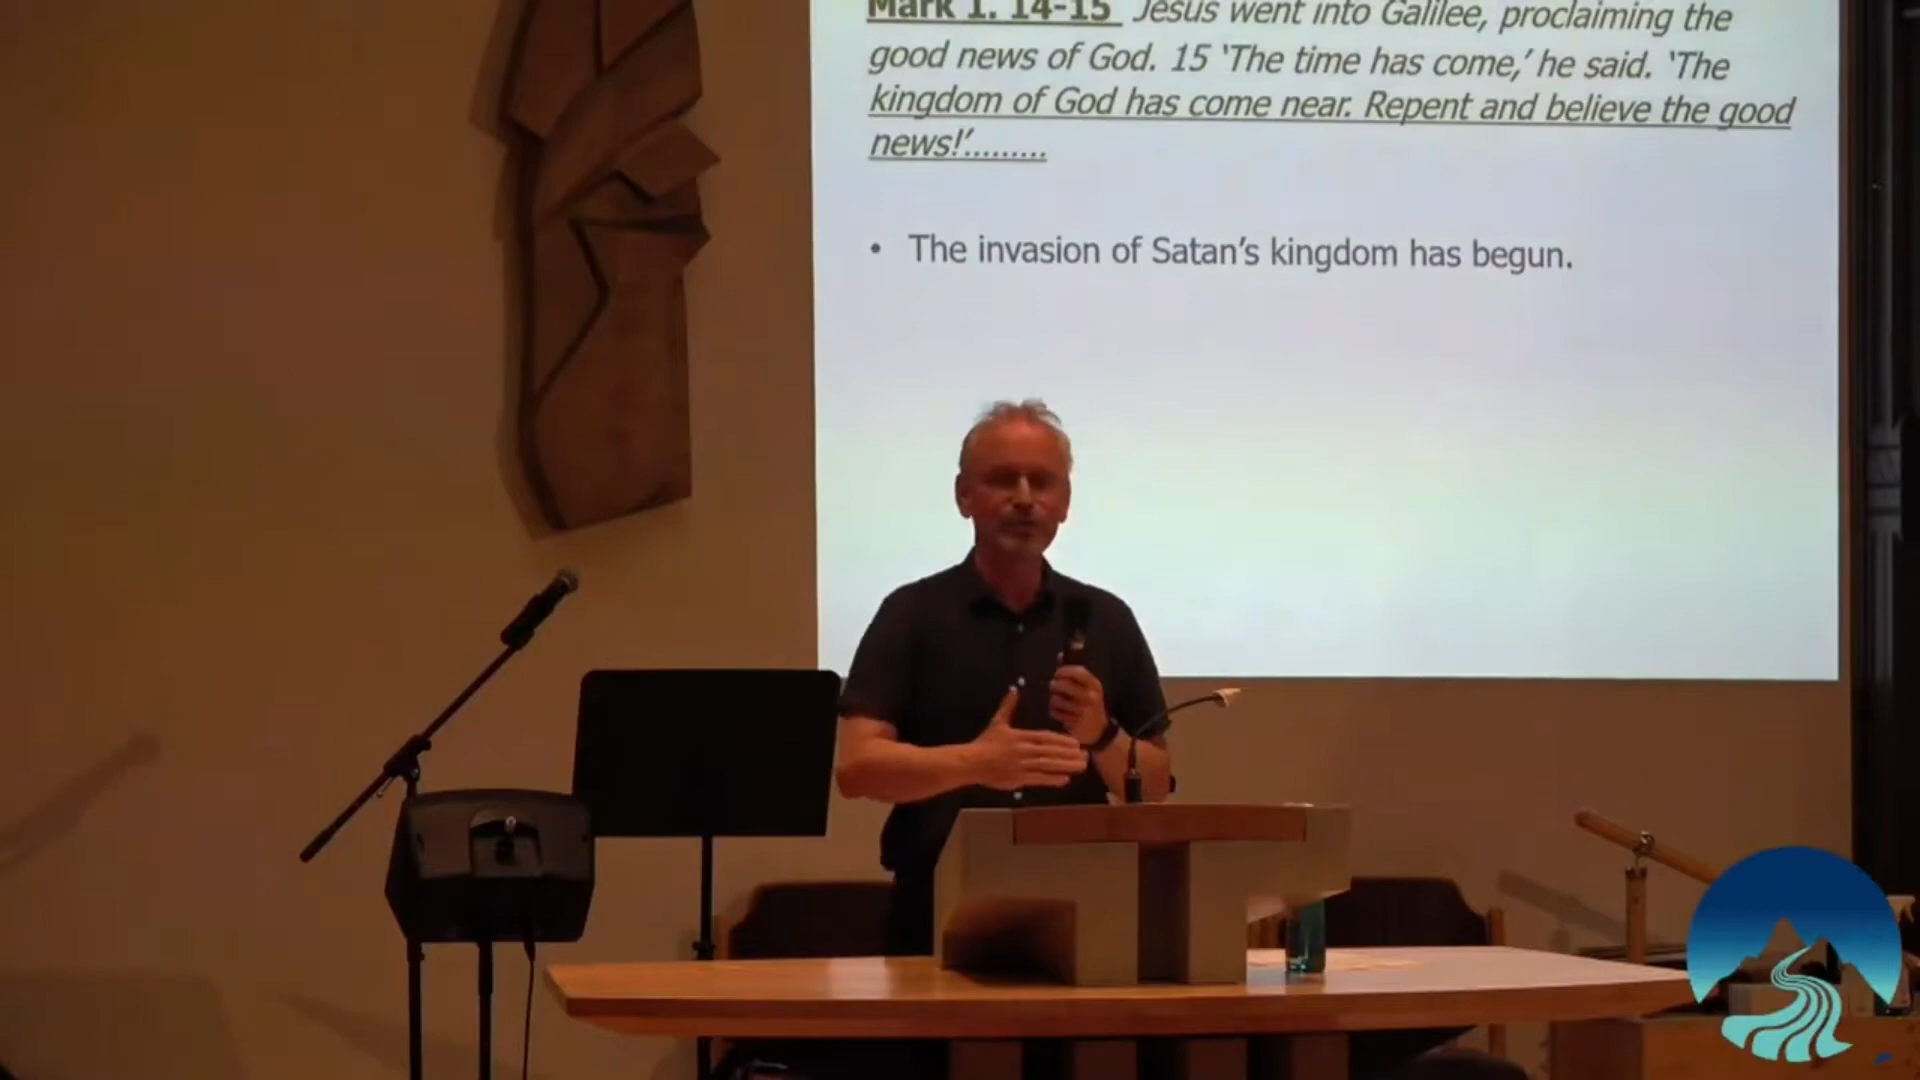 Mark 1. 14-15 Jesus went into Galilee, proclaiming the
good news of God. 15 ‘The time has come,’ he said. ‘The
kingdom of God has come near. Repent and believe the good
news!’.........
• The invasion of Satan’s kingdom has begun.